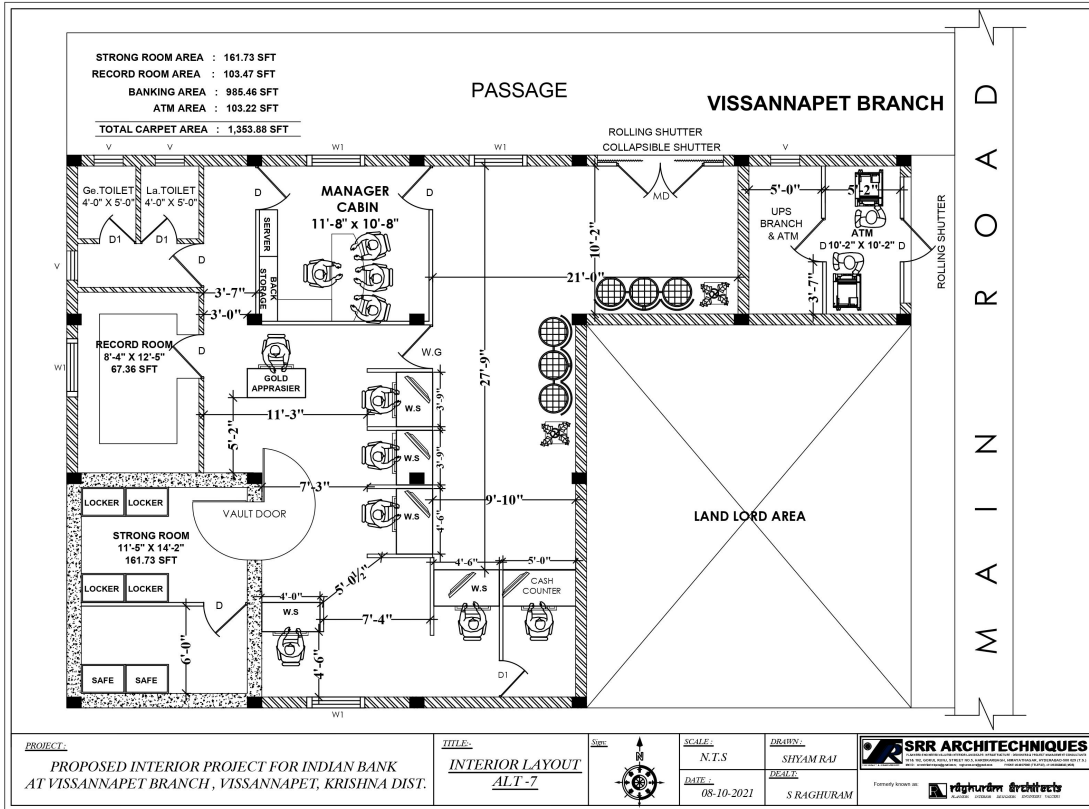 STRONG ROOM AREA : 161.73 SFT
RECORD ROOM AREA : 103.47 SFT
BANKING AREA : 985.46 SFT
ATM AREA : 103.22 SFT
TOTAL CARPET AREA : 1,353.88 SFT
PASSAGE
VISSANNAPET BRANCH
ROLLING SHUTTER
COLLAPSIBLE SHUTTER
V
V
W1
W1
V
MD
Ge.TOILET
4'-0" X 5'-0"
La.TOILET
4'-0" X 5'-0"
D1
D1
D
D
D
V
MANAGER
CABIN
11'-8" x 10'-8"
SERVER
BACK
STORAGE
10'-2"
21'-0"
5'-0"
5'-2"
UPS
BRANCH
& ATM
ATM
10'-2" X 10'-2"
D
D
3'-7"
ROLLING SHUTTER
MAIN ROAD
3'-7"
3'-0"
RECORD ROOM
8'-4" X 12'-5"
67.36 SFT
D
W1
GOLD
APPRASIER
W.G
27'-9"
11'-3"
5'-2"
W.S
3'-9"
W.S
3'-9"
W.S
4'-6"
7'-3"
9'-10"
LAND LORD AREA
LOCKER
LOCKER
VAULT DOOR
STRONG ROOM
11'-5" X 14'-2"
161.73 SFT
LOCKER
LOCKER
D
6'-0"
SAFE
SAFE
4'-0"
W.S
5'-0½"
7'-4"
4'-6"
4'-6"
5'-0"
W.S
CASH
COUNTER
D1
W1
PROJECT:
PROPOSED INTERIOR PROJECT FOR INDIAN BANK
AT VISSANNAPET BRANCH , VISSANNAPET, KRISHNA DIST.
TITLE:-
INTERIOR LAYOUT
ALT -7
Sign:
N
SCALE :
N.T.S
DATE :
08-10-2021
DRAWN :
SHYAM RAJ
DEALT:
S RAGHURAM
SRR ARCHITECHNIQUES
Formerly known as:
raghuram architects